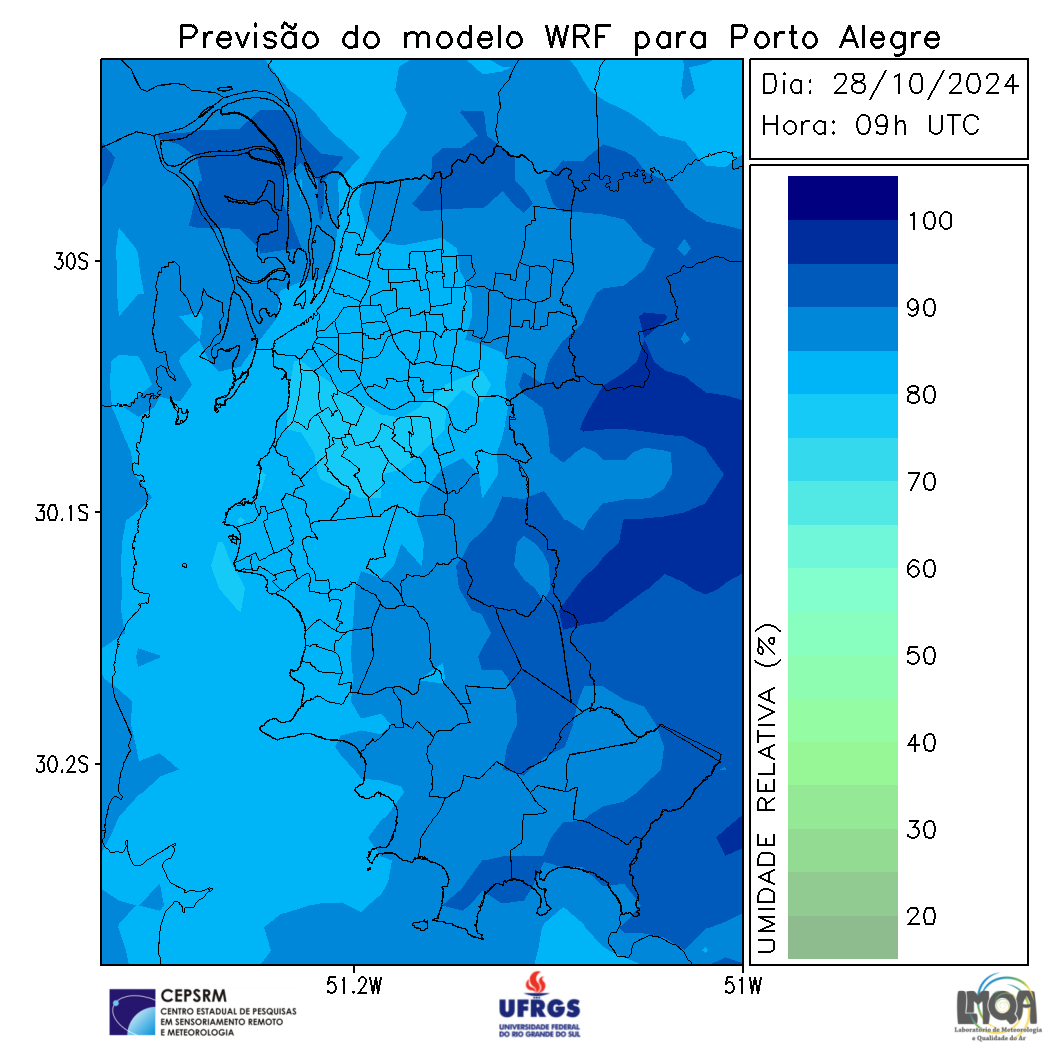 Previsão do modelo WRF para Porto Alegre
Dia: 28/10/2024
Hora: 09h UTC
30S
30.1S
30.2S
51.2W
51W
UMIDADE RELATIVA (%)
100
90
80
70
60
50
40
30
20
CEPSRM
CENTRO ESTADUAL DE PESQUISAS
EM SENSORIAMENTO REMOTO
E METEOROLOGIA
UFRGS
UNIVERSIDADE FEDERAL
DO RIO GRANDE DO SUL
LMQA
Laboratório de Meteorologia
e Qualidade do Ar